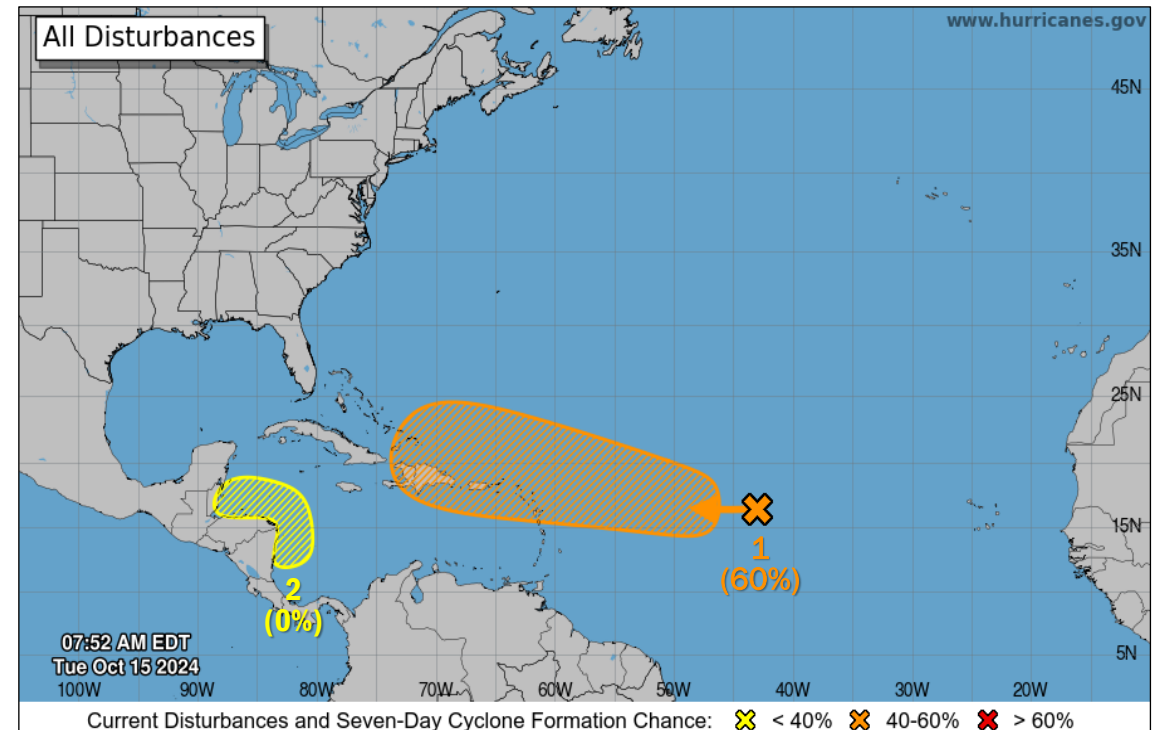 All Disturbances
www.hurricanes.gov
45N
35N
25N
15N
1
(60%)
2
(0%)
07:52 AM EDT
Tue Oct 15 2024
5N
100W 90W 80W 70W 60W 50W 40W 30W 20W
Current Disturbances and Seven-Day Cyclone Formation Chance: < 40% 40-60% > 60%